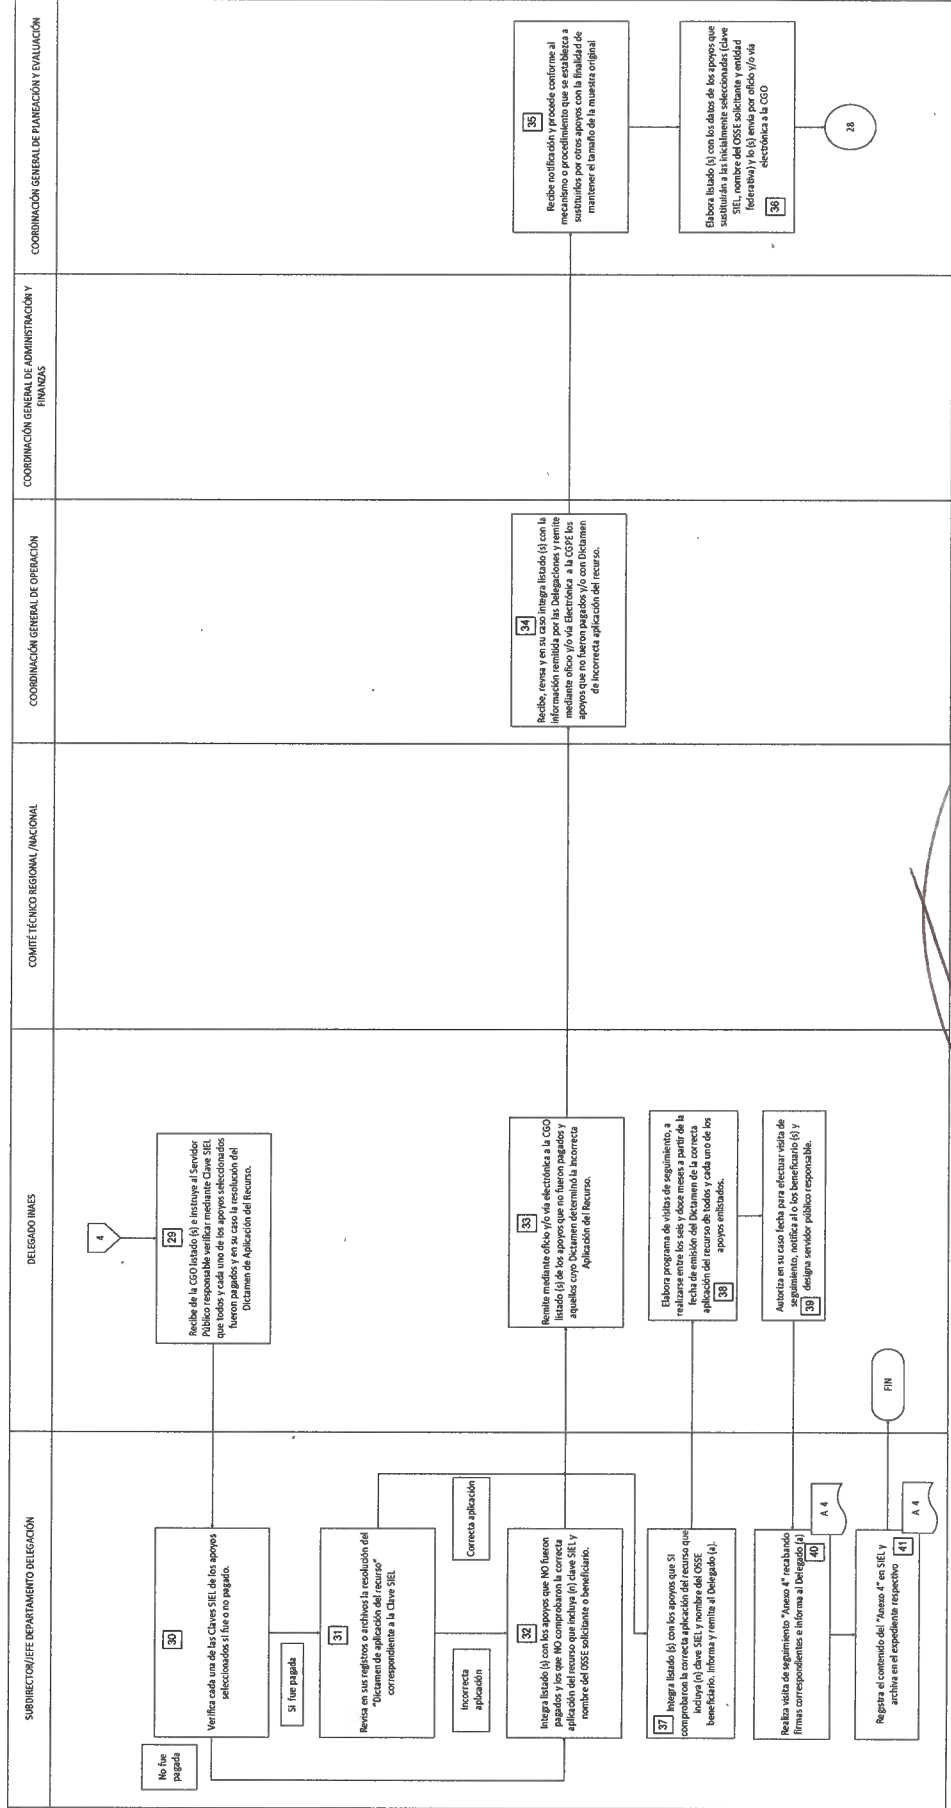 SUBDIRECTOR/JEFE DEPARTAMENTO DELEGACIÓN
DELEGADO INAES
COMITÉ TÉCNICO REGIONAL /NACIONAL
COORDINACIÓN GENERAL DE OPERACIÓN
COORDINACIÓN GENERAL DE ADMINISTRACIÓN Y
FINANZAS
COORDINACIÓN GENERAL DE PLANEACIÓN Y EVALUACIÓN
4
29
Recibe de la CGO listado (s) e instruye al Servidor
Público responsable verificar mediante Clave SIEL
que todos y cada uno de los apoyos seleccionados
fueron pagados y en su caso la resolución del
Dictamen de Aplicación del Recurso.
30
Verifica cada una de las Claves SIEL de los apoyos
seleccionados si fue o no pagado.
No fue
pagada
Si fue pagada
31
Revisa en sus registros o archivos la resolución del
"Dictamen de aplicación del recurso"
correspondiente a la Clave SIEL
Incorrecta
aplicación
Correcta aplicación
32
Integra listado (s) con los apoyos que NO fueron
pagados y los que NO comprobaron la correcta
aplicación del recurso que incluya (n) clave SIEL y
nombre del OSSE solicitante o beneficiario.
33
Remite mediante oficio y/o vía electrónica a la CGO
listado (s) de los apoyos que no fueron pagados y
aquellos cuyo Dictamen determinó la Incorrecta
Aplicación del Recurso.
34
Recibe, revisa y en su caso integra listado (s) con la
información remitida por las Delegaciones y remite
mediante oficio y/o vía Electrónica a la CGPE los
apoyos que no fueron pagados y/o con Dictamen
de incorrecta aplicación del recurso.
35
Recibe notificación y procede conforme al
mecanismo o procedimiento que se establezca a
sustituirlos por otros apoyos con la finalidad de
mantener el tamaño de la muestra original
Elabora listado (s) con los datos de los apoyos que
sustituirán a las inicialmente seleccionadas (clave
SIEL, nombre del OSSE solicitante y entidad
federativa) y lo (s) envía por oficio y/o vía
electrónica a la CGO
36
28
37 Integra listado (s) con los apoyos que SI
comprobaron la correcta aplicación del recurso que
incluya (n) clave SIEL y nombre del OSSE
beneficiario. Informa y remite al Delegado (a).
Elabora programa de visitas de seguimiento, a
realizarse entre los seis y doce meses a partir de la
fecha de emisión del Dictamen de la correcta
aplicación del recurso de todos y cada uno de los
apoyos enlistados.
38
Autoriza en su caso fecha para efectuar visita de
seguimiento, notifica al o los beneficiario (s) y
designa servidor público responsable.
39
Realiza visita de seguimiento "Anexo 4" recabando
firmas correspondientes e informa al Delegado (a)
40
A 4
Registra el contenido del "Anexo 4" en SIEL y
archiva en el expediente respectivo
41
A 4
FIN